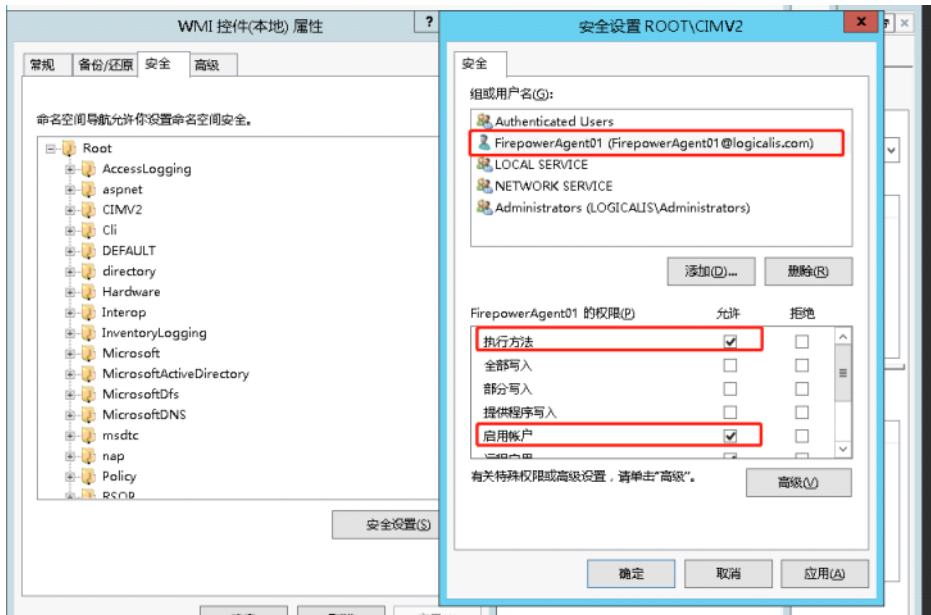 WMI 控件(本地) 属性
?
常规
备份/还原
安全
高级
命名空间导航允许你设置命名空间安全。
Root
AccessLogging
aspnet
CIMV2
Cli
DEFAULT
directory
Hardware
Interop
InventoryLogging
Microsoft
MicrosoftActiveDirectory
MicrosoftDfs
MicrosoftDNS
msdtc
nap
Policy
RSOP
安全设置(S)
安全设置 ROOT\CIMV2
x
安全
组或用户名(G):
Authenticated Users
FirepowerAgent01 (FirepowerAgent01@logicalis.com)
LOCAL SERVICE
NETWORK SERVICE
Administrators (LOGICALIS\Administrators)
添加(D)...
删除(R)
FirepowerAgent01 的权限(P)
允许
拒绝
执行方法
全部写入
部分写入
提供程序写入
启用帐户
远程启用
有关特殊权限或高级设置，请单击“高级”。
高级(V)
确定
取消
应用(A)